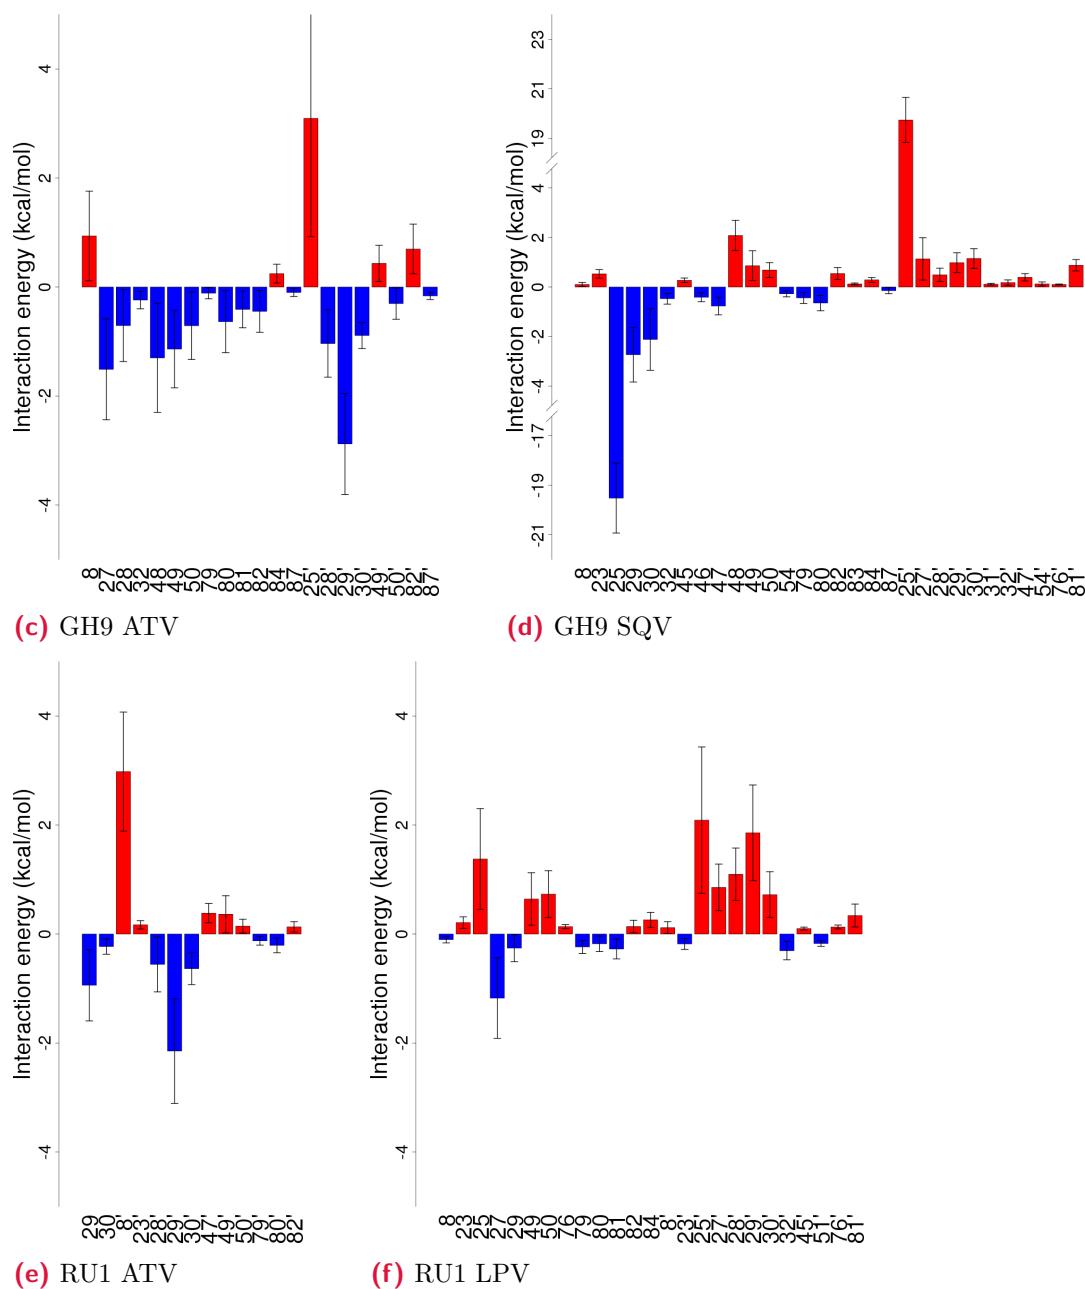 Interaction energy (kcal/mol)
4
2
0
-2
-4
8 27 28 32 48 49 50 79 80 81 82 84 87 25' 28' 29' 30' 49' 50' 82' 87'
(c) GH9 ATV
Interaction energy (kcal/mol)
23
21
19
4
2
0
-2
-4
-17
-19
-21
8 23 25 29 30 32 45 46 47 48 49 50 54 79 80 82 83 84 87 25' 27' 28' 29' 30' 31' 32' 47' 54' 76' 81'
(d) GH9 SQV
Interaction energy (kcal/mol)
4
2
0
-2
-4
29 30 8' 23' 28' 29' 30' 47' 49' 50' 79' 80' 82'
(e) RU1 ATV
Interaction energy (kcal/mol)
4
2
0
-2
-4
8 23 25 27 29 49 50 76 79 80 81 82 84 8' 23' 25' 27' 28' 29' 30' 32' 45' 51' 76' 81'
(f) RU1 LPV